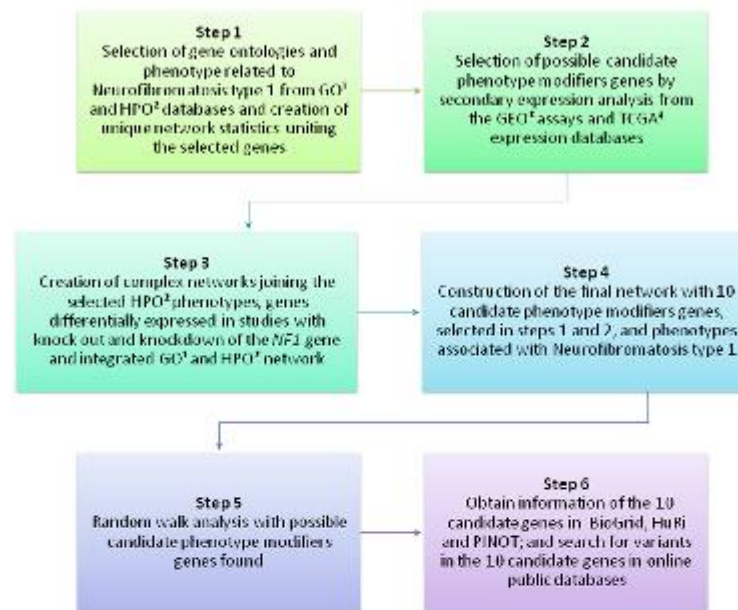 Step 1
Selection of gene ontologies and
phenotype related to
Neurofibromatosis type 1 from GO¹
and HPO² databases and creation of
unique network statistics uniting
the selected genes
Step 2
Selection of possible candidate
phenotype modifiers genes by
secondary expression analysis from
the GEO³ assays and TCGA⁴
expression databases
Step 3
Creation of complex networks joining the
selected HPO² phenotypes, genes
differentially expressed in studies with
knock out and knockdown of the NF1 gene
and integrated GO¹ and HPO² network
Step 4
Construction of the final network with 10
candidate phenotype modifiers genes,
selected in steps 1 and 2, and phenotypes
associated with Neurofibromatosis type 1
Step 5
Random walk analysis with possible
candidate phenotype modifiers
genes found
Step 6
Obtain information of the 10
candidate genes in BioGrid, HuRi
and PINOT; and search for variants
in the 10 candidate genes in online
public databases